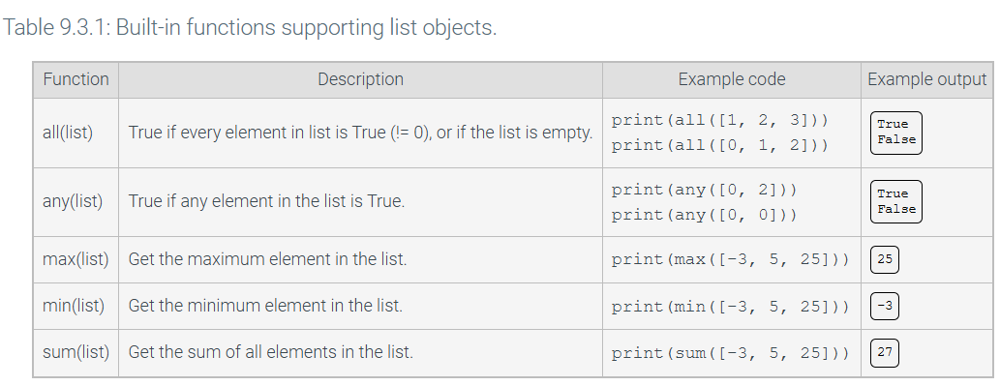 Table 9.3.1: Built-in functions supporting list objects.
Function Description Example code Example output
all(list) True if every element in list is True (!= 0), or if the list is empty. print(all([1, 2, 3])) True
print(all([0, 1, 2])) False
any(list) True if any element in the list is True. print(any([0, 2])) True
print(any([0, 0])) False
max(list) Get the maximum element in the list. print(max([-3, 5, 25])) 25
min(list) Get the minimum element in the list. print(min([-3, 5, 25])) -3
sum(list) Get the sum of all elements in the list. print(sum([-3, 5, 25])) 27